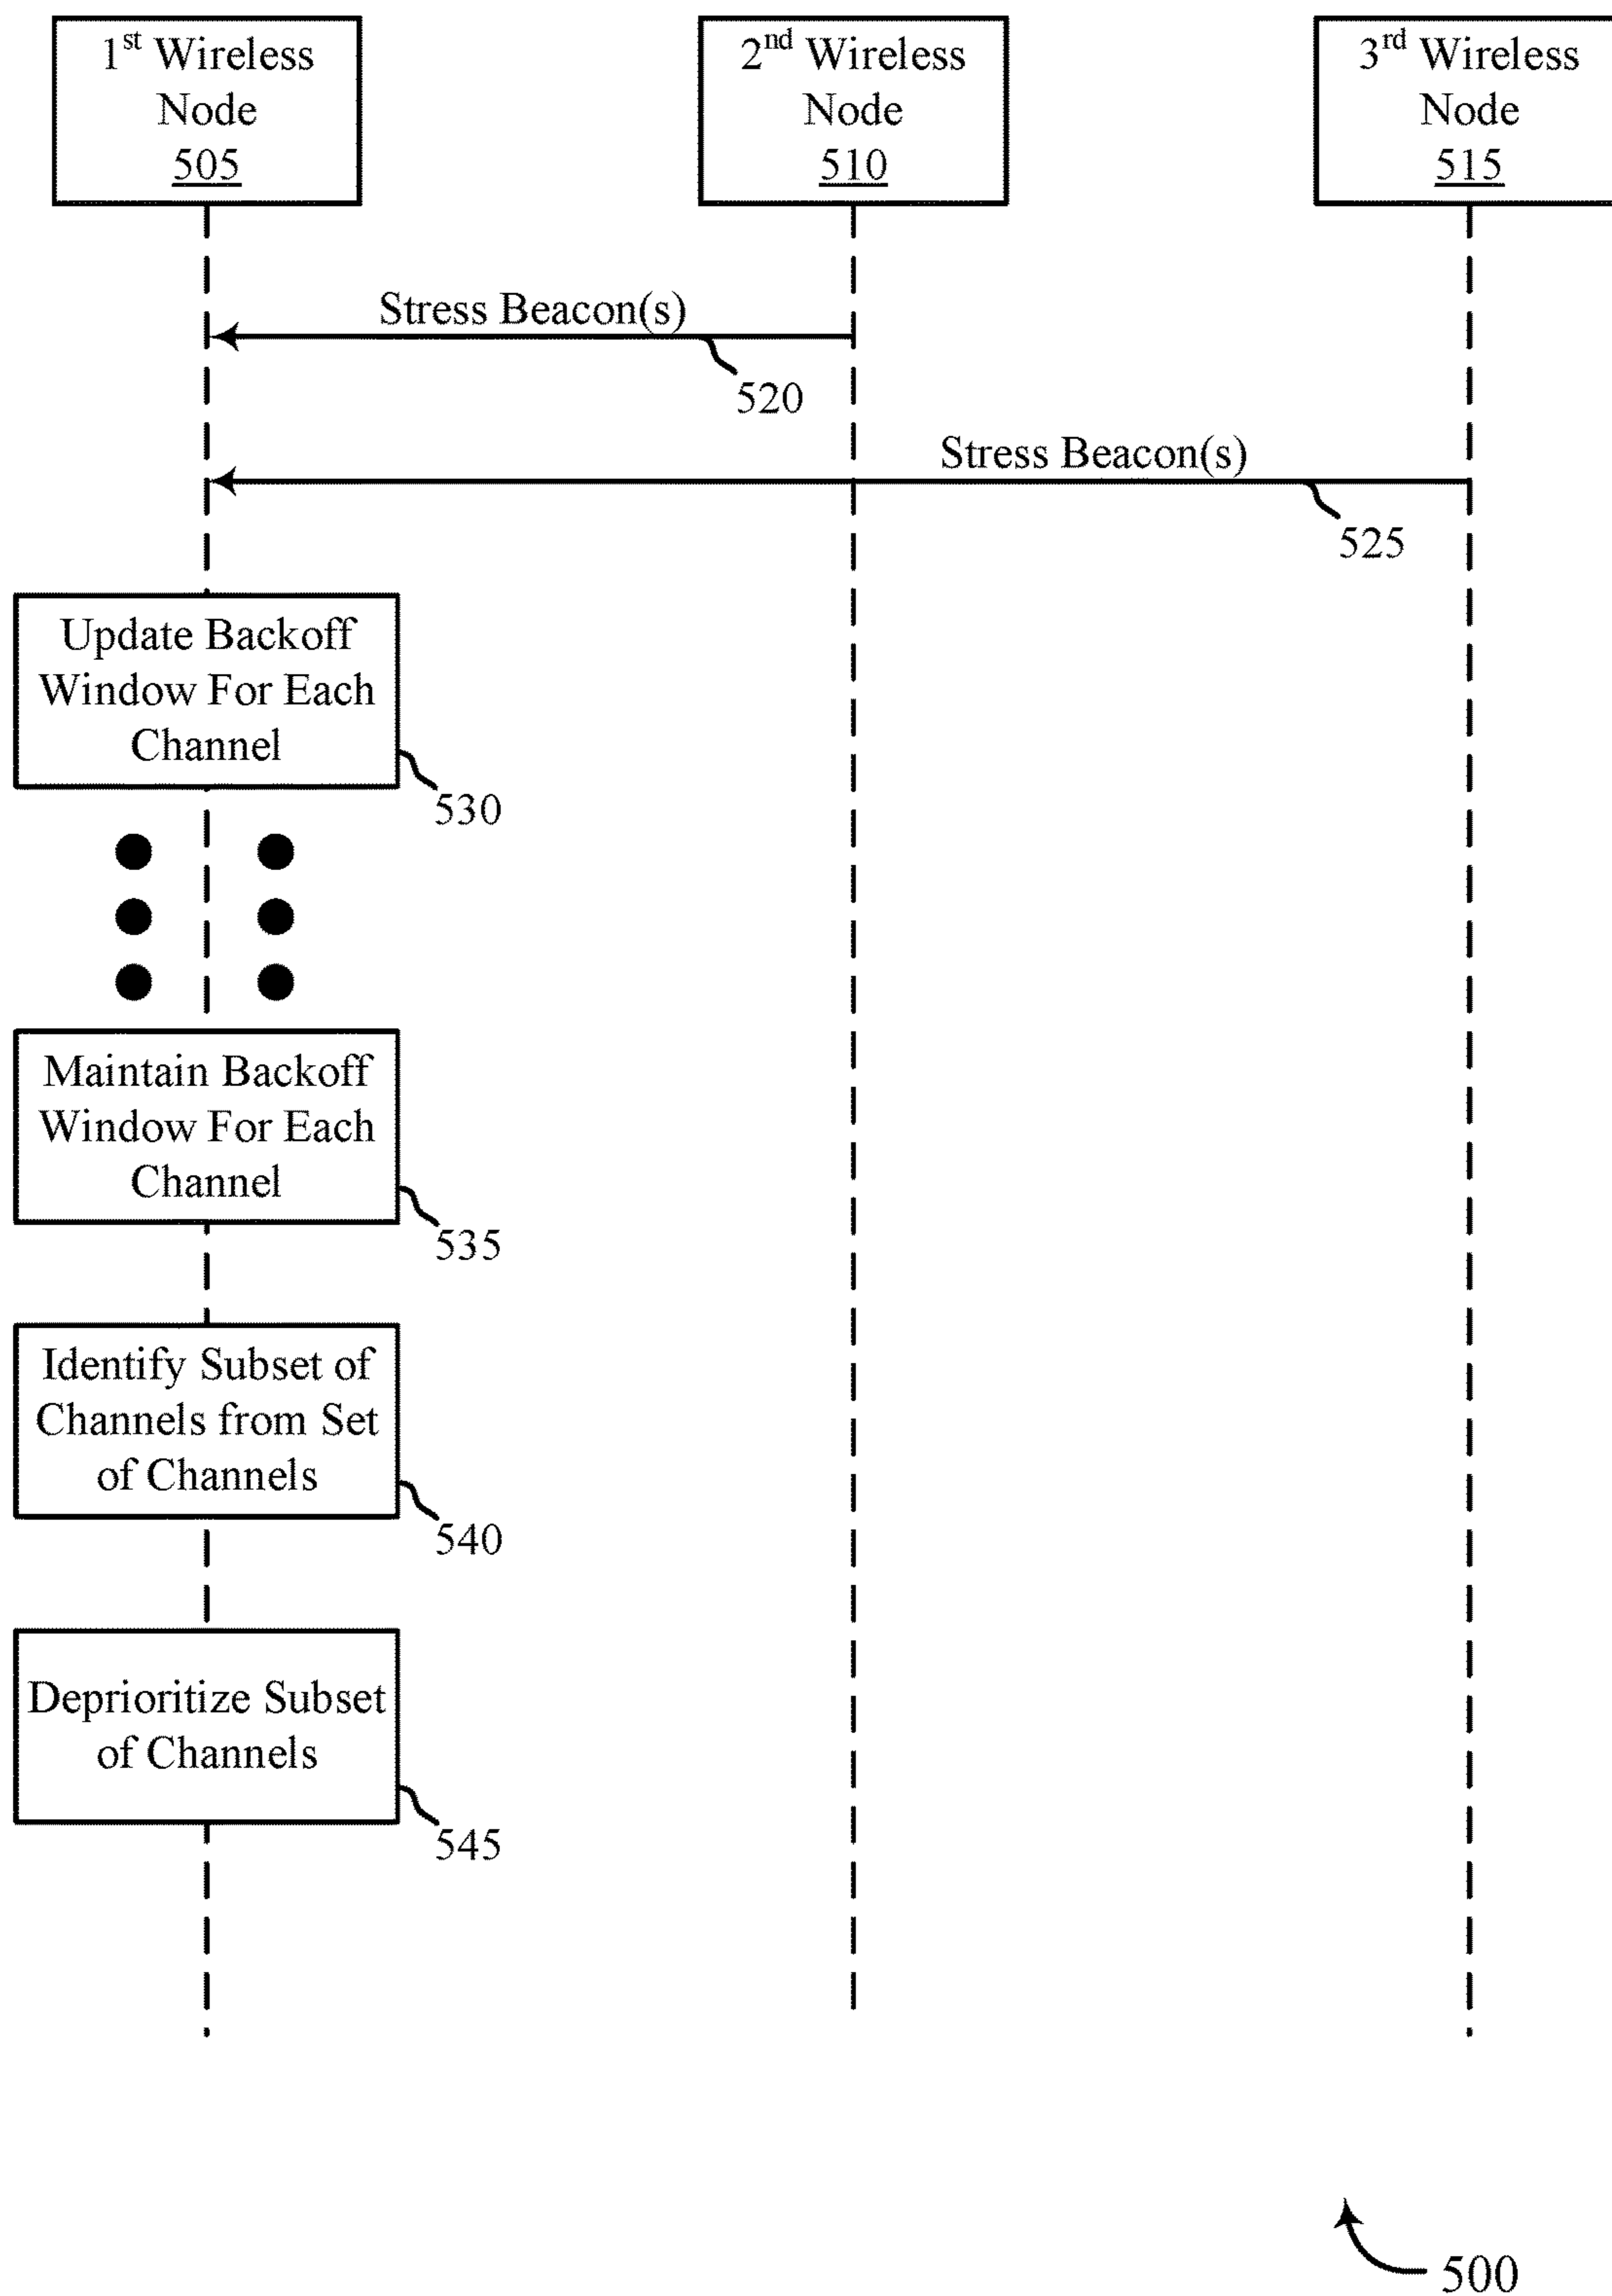 1st Wireless
Node
505
2nd Wireless
Node
510
3rd Wireless
Node
515
Stress Beacon(s)
520
Stress Beacon(s)
525
Update Backoff
Window For Each
Channel
530
Maintain Backoff
Window For Each
Channel
535
Identify Subset of
Channels from Set
of Channels
540
Deprioritize Subset
of Channels
545
500